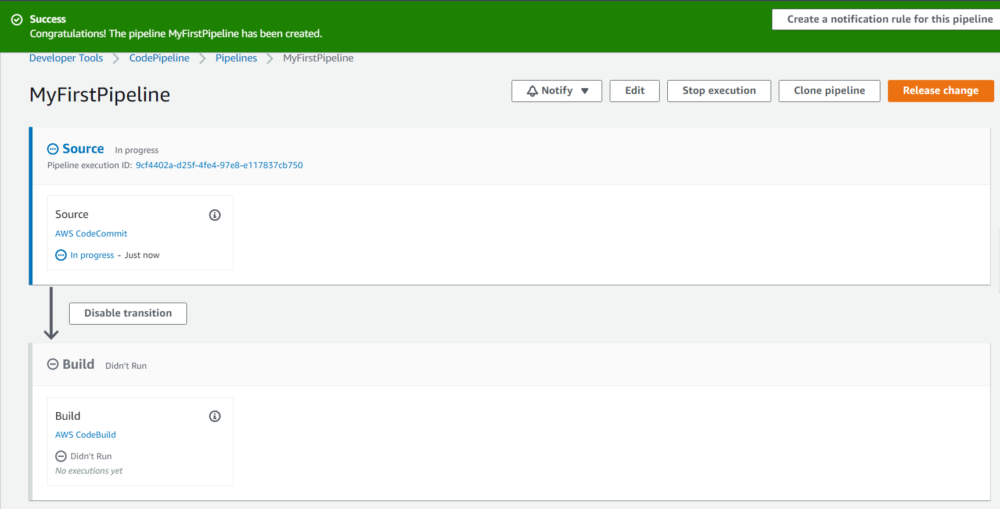 Success
Congratulations! The pipeline MyFirstPipeline has been created.
Create a notification rule for this pipeline
Developer Tools CodePipeline Pipelines MyFirstPipeline
MyFirstPipeline
Notify Edit Stop execution Clone pipeline Release change
Source In progress
Pipeline execution ID: 9cf4402a-d25f-4fe4-97e8-e117837cb750
Source
AWS CodeCommit
In progress - Just now
Disable transition
Build Didn't Run
Build
AWS CodeBuild
Didn't Run
No executions yet